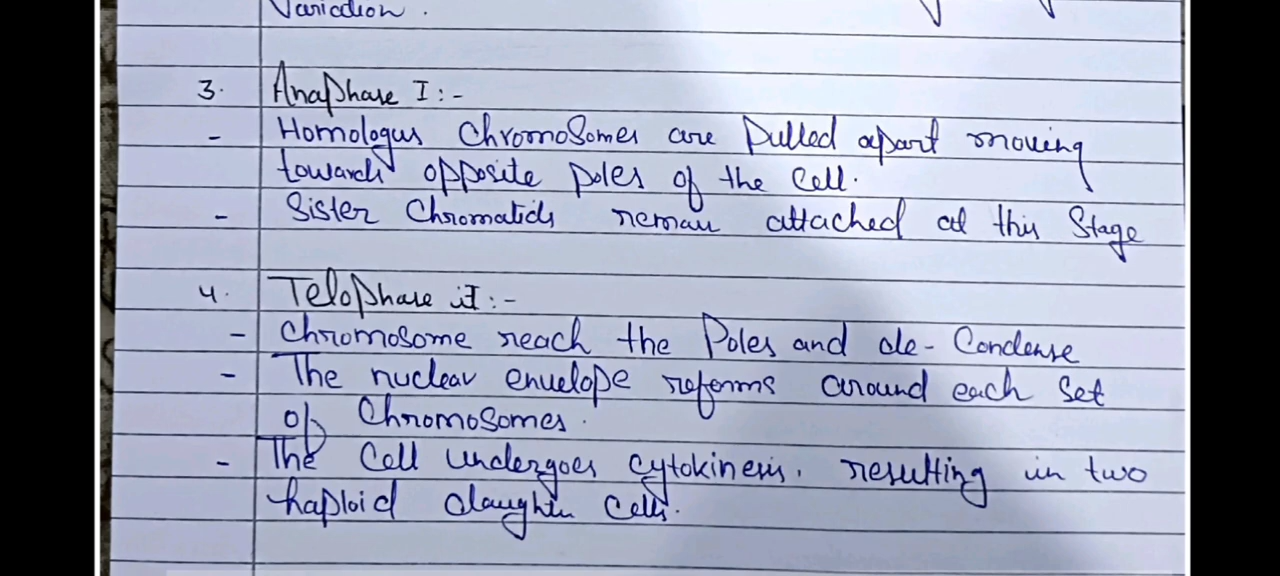 Variation.
3. Anaphase I:-
- Homologus Chromosomes are Pulled apart moving
towards opposite Poles of the Cell.
- Sister Chromatids remain attached at this Stage
4. Telophase I:-
- Chromosome reach the Poles and de-Condense
- The nuclear envelope reforms around each Set
of Chromosomes.
- The Cell undergoes cytokinesis. resulting in two
haploid daughter Cells.